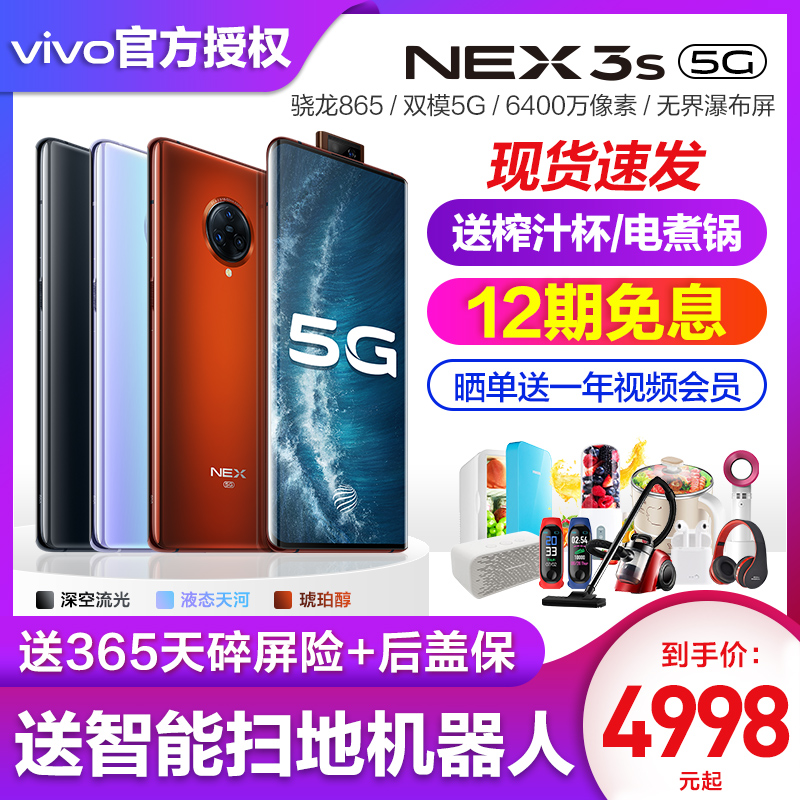 vivo官方授权
NEX 3s 5G
骁龙865 / 双模5G / 6400万像素 / 无界瀑布屏
现货速发
送榨汁杯/电煮锅
12期免息
晒单送一年视频会员
5G
NEX
5G
20
33
02:54
深空流光
液态天河
琥珀醇
送365天碎屏险+后盖保
送智能扫地机器人
到手价:
4998
元起